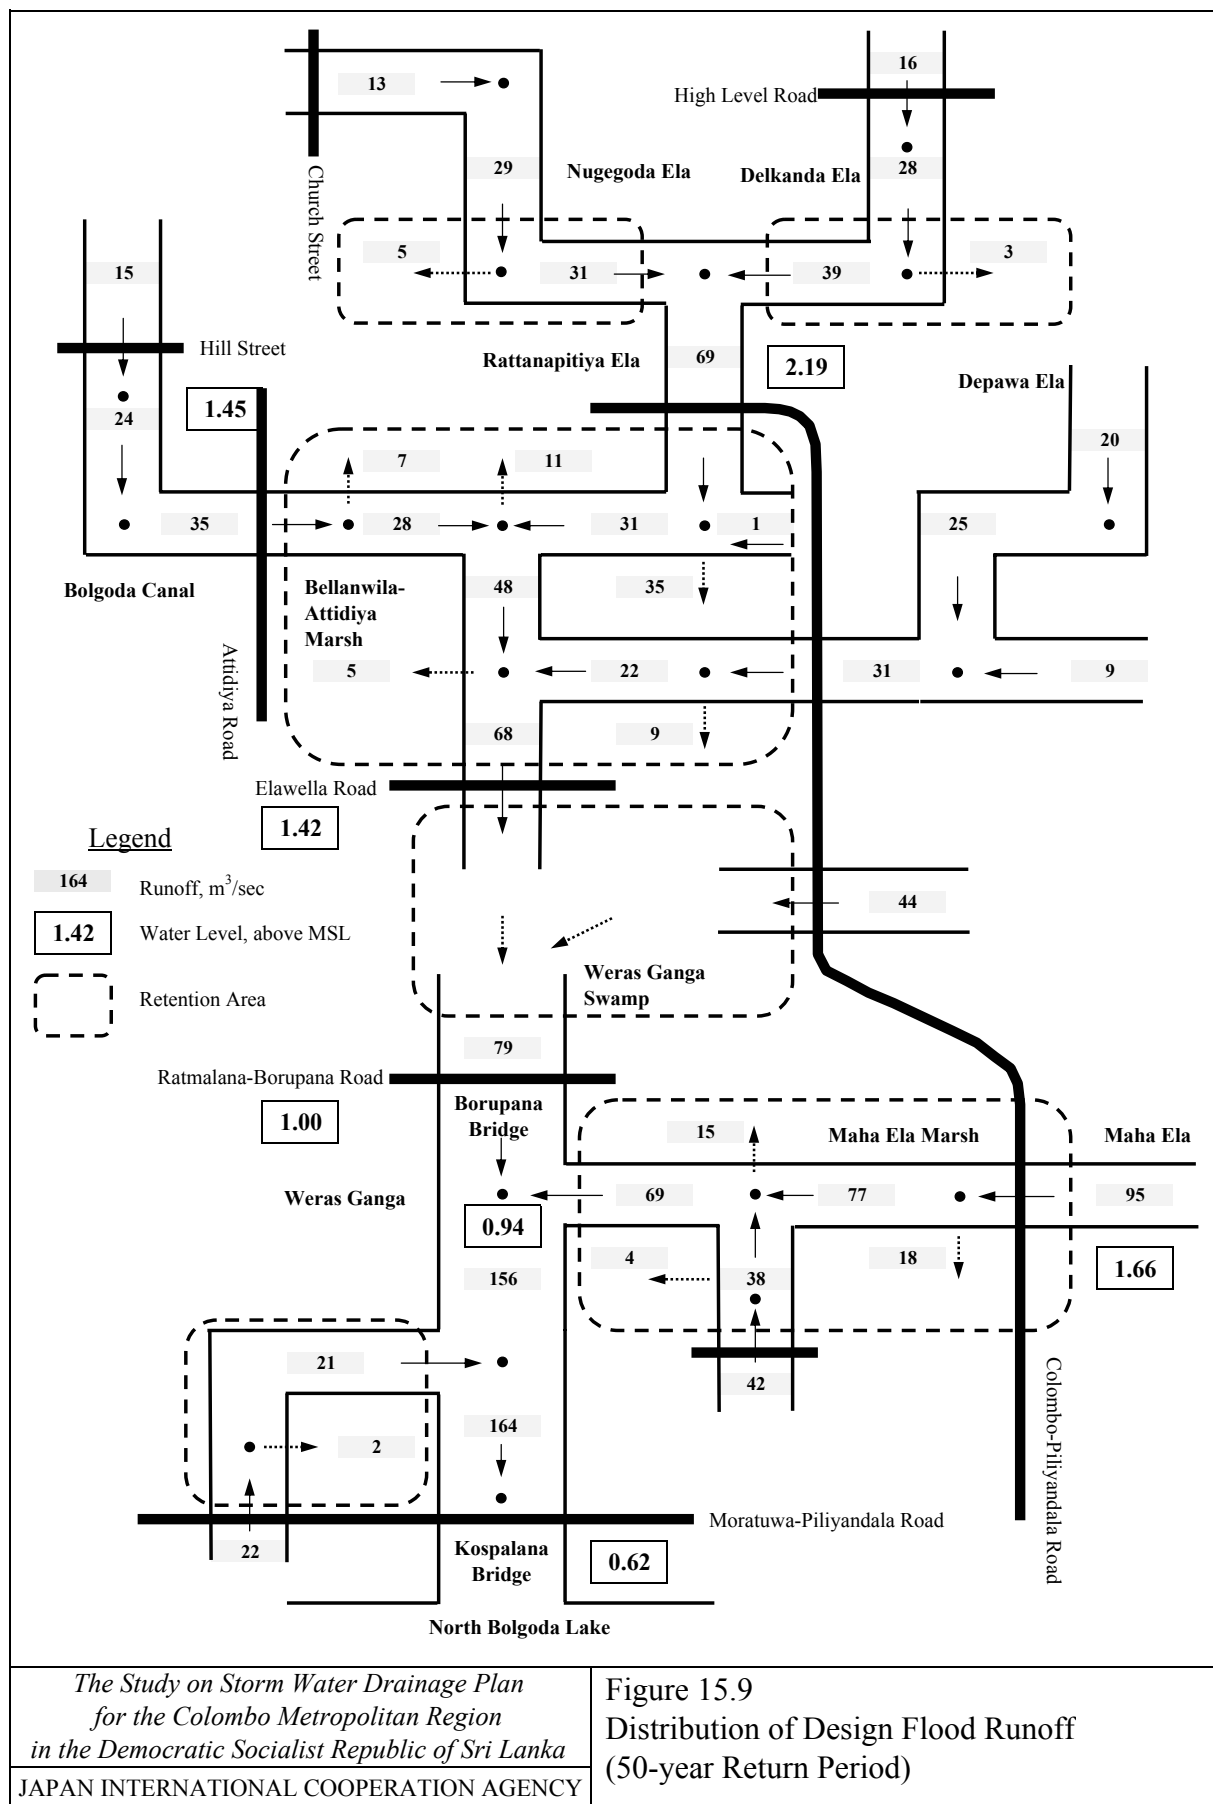 16
13
High Level Road
29
Nugegoda Ela
Delkanda Ela
28
Church Street
5
31
39
3
15
Hill Street
Rattanapitiya Ela
69
2.19
Depawa Ela
24
1.45
20
7
11
35
28
31
1
25
Bolgoda Canal
Bellanwila-
Attidiya
Marsh
48
35
Attidiya Road
5
22
31
9
68
9
Elawella Road
1.42
Legend
164
Runoff, m³/sec
44
1.42
Water Level, above MSL
Weras Ganga
Swamp
Retention Area
79
Ratmalana-Borupana Road
1.00
Borupana
Bridge
15
Maha Ela Marsh
Maha Ela
Weras Ganga
69
77
95
0.94
4
18
1.66
156
38
21
42
Colombo-Piliyandala Road
164
2
Moratuwa-Piliyandala Road
22
Kospalana
Bridge
0.62
North Bolgoda Lake
The Study on Storm Water Drainage Plan
for the Colombo Metropolitan Region
in the Democratic Socialist Republic of Sri Lanka
JAPAN INTERNATIONAL COOPERATION AGENCY
Figure 15.9
Distribution of Design Flood Runoff
(50-year Return Period)